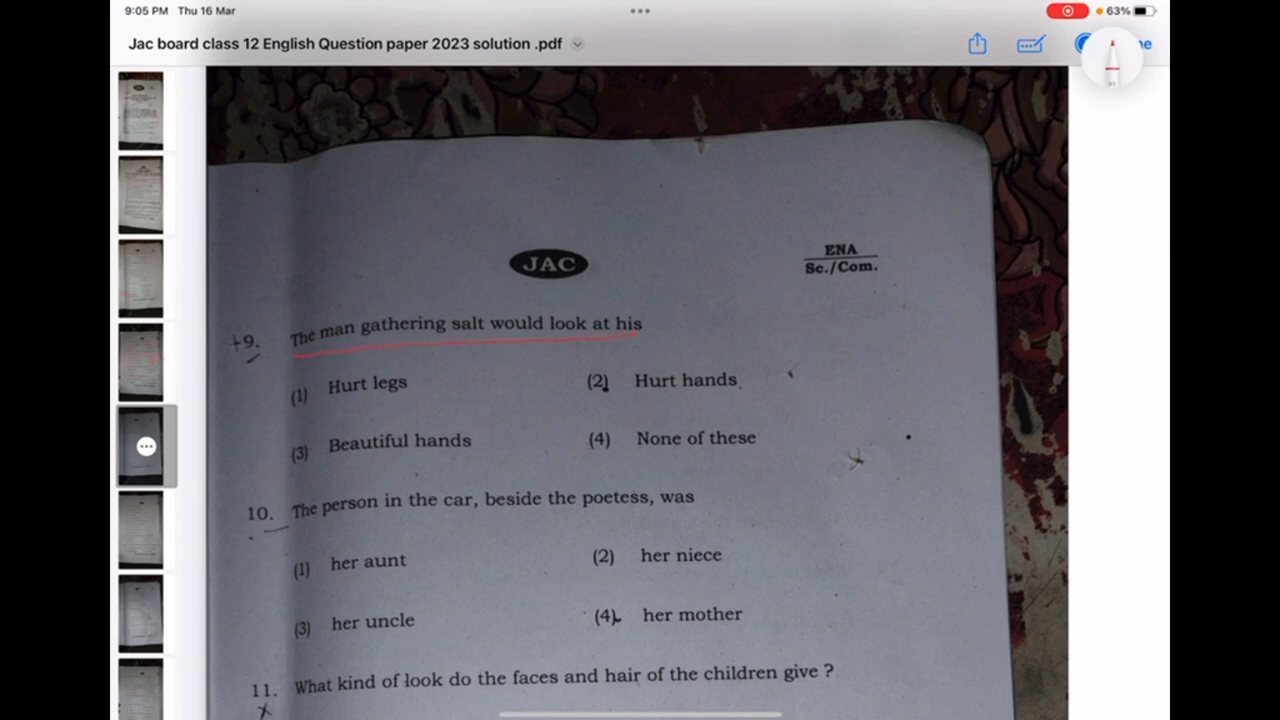 9:05 PM Thu 16 Mar
63%
Jac board class 12 English Question paper 2023 solution .pdf
JAC
ENA
Sc./Com.
9. The man gathering salt would look at his
(1) Hurt legs (2) Hurt hands
(3) Beautiful hands (4) None of these
10. The person in the car, beside the poetess, was
(1) her aunt (2) her niece
(3) her uncle (4) her mother
11. What kind of look do the faces and hair of the children give ?